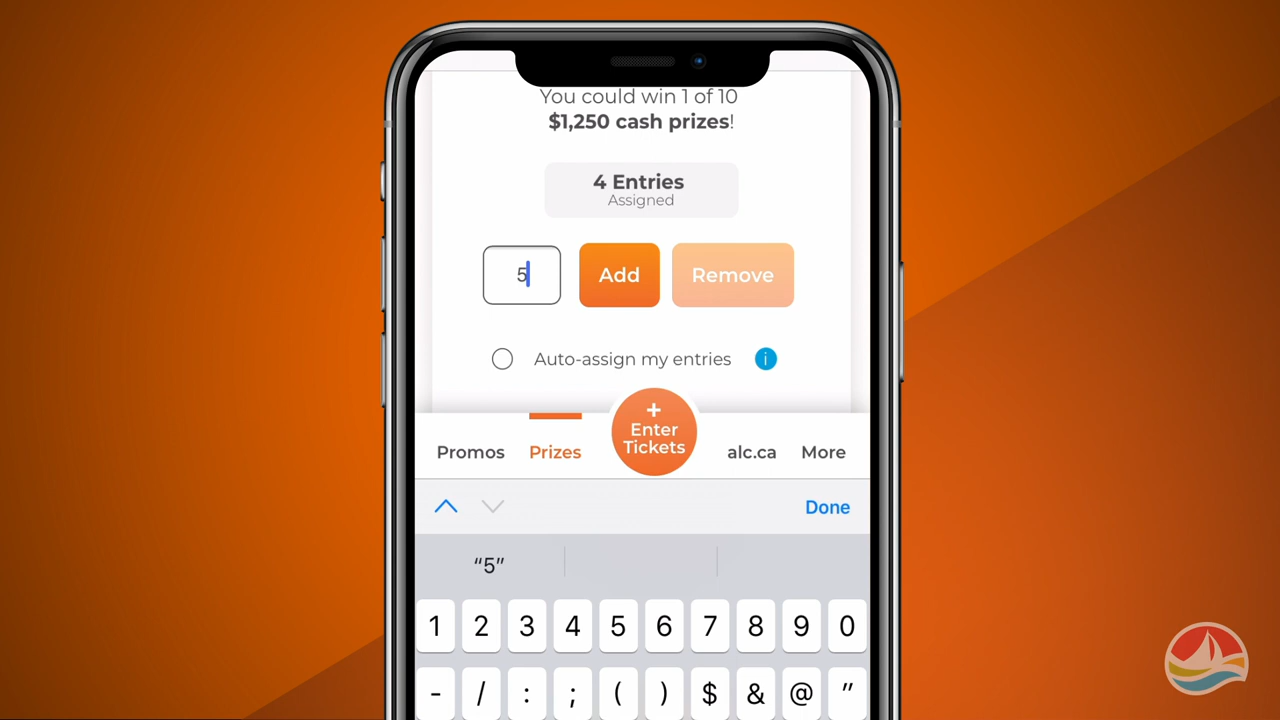 You could win 1 of 10
$1,250 cash prizes!
4 Entries
Assigned
5 Add Remove
Auto-assign my entries i
+
Enter
Tickets
Promos Prizes alc.ca More
Done
“5”
1 2 3 4 5 6 7 8 9 0
- / : ; ( ) $ & @ ”